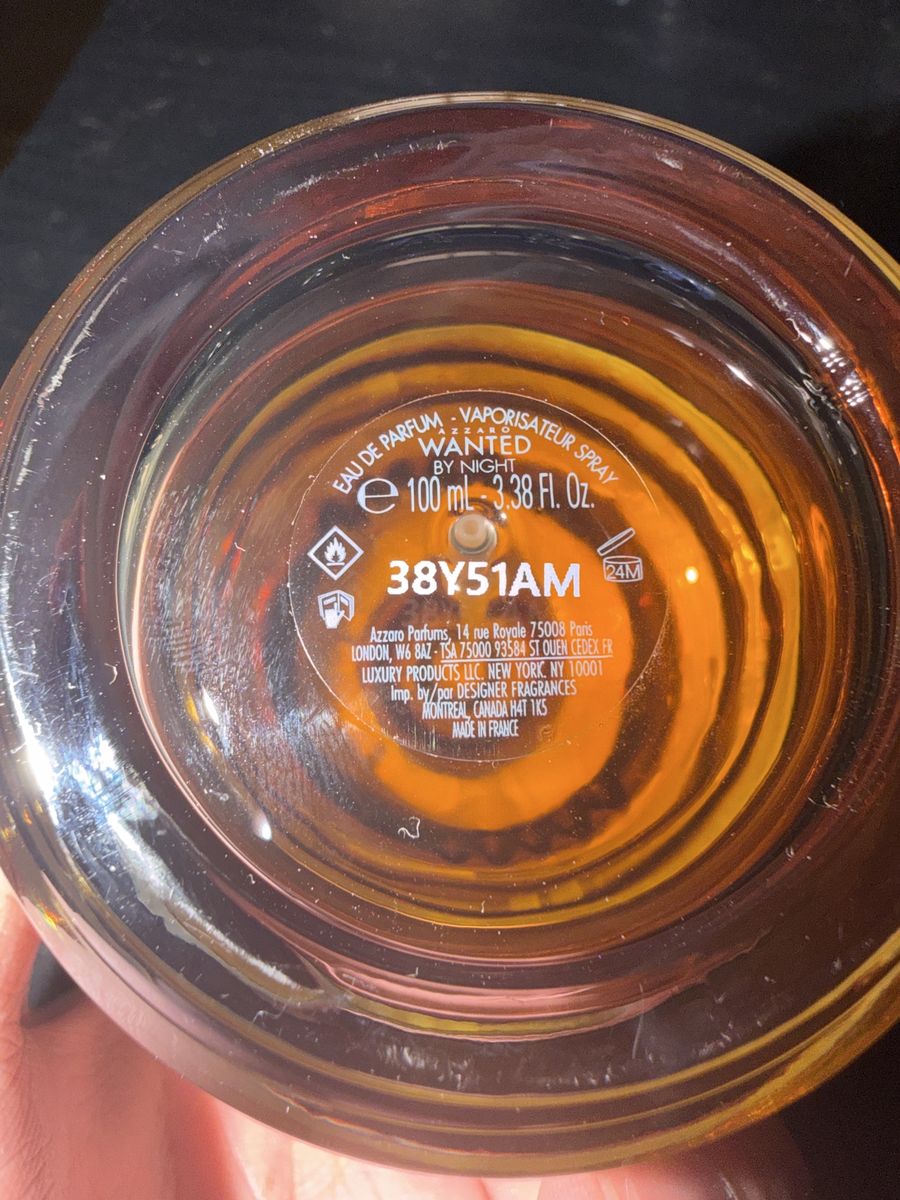 EAU DE PARFUM - VAPORISATEUR SPRAY
AZZARO
WANTED
BY NIGHT
e 100 mL - 3.38 Fl. Oz.
24M
38Y51AM
Azzaro Parfums, 14 rue Royale 75008 Paris
LONDON, W6 8AZ - TSA 75000 93584 ST OUEN CEDEX FR
LUXURY PRODUCTS LLC. NEW YORK. NY 10001
Imp. by/par DESIGNER FRAGRANCES
MONTREAL, CANADA H4T 1K5
MADE IN FRANCE